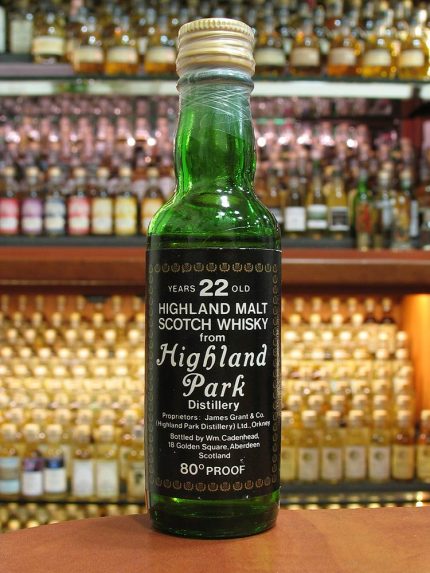 YEARS 22 OLD
HIGHLAND MALT
SCOTCH WHISKY
from
Highland
Park
Distillery
Proprietors: James Grant & Co.
(Highland Park Distillery) Ltd., Orkney
Bottled by Wm. Cadenhead,
18 Golden Square, Aberdeen
Scotland
80° PROOF